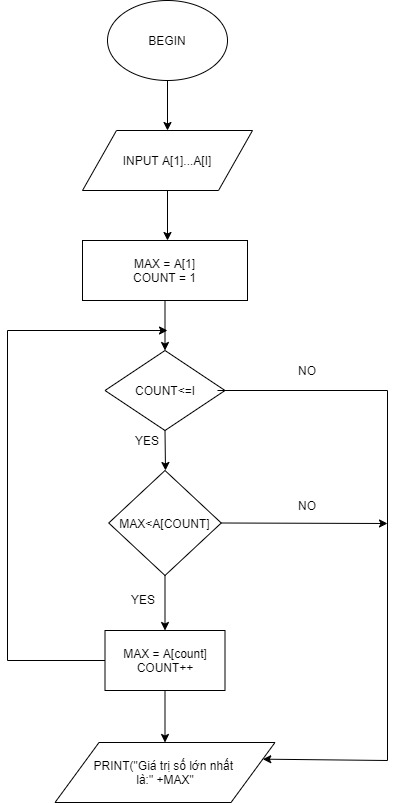 BEGIN
INPUT A[1]...A[I]
MAX = A[1]
COUNT = 1
COUNT<=I
NO
YES
MAX<A[COUNT]
NO
YES
MAX = A[count]
COUNT++
PRINT("Giá trị số lớn nhất
là:" +MAX"